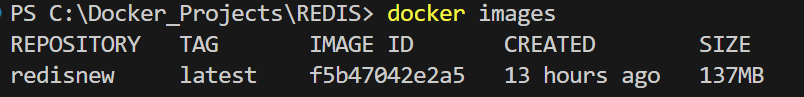 PS C:\Docker_Projects\REDIS> docker images
REPOSITORY TAG IMAGE ID CREATED SIZE
redisnew latest f5b47042e2a5 13 hours ago 137MB